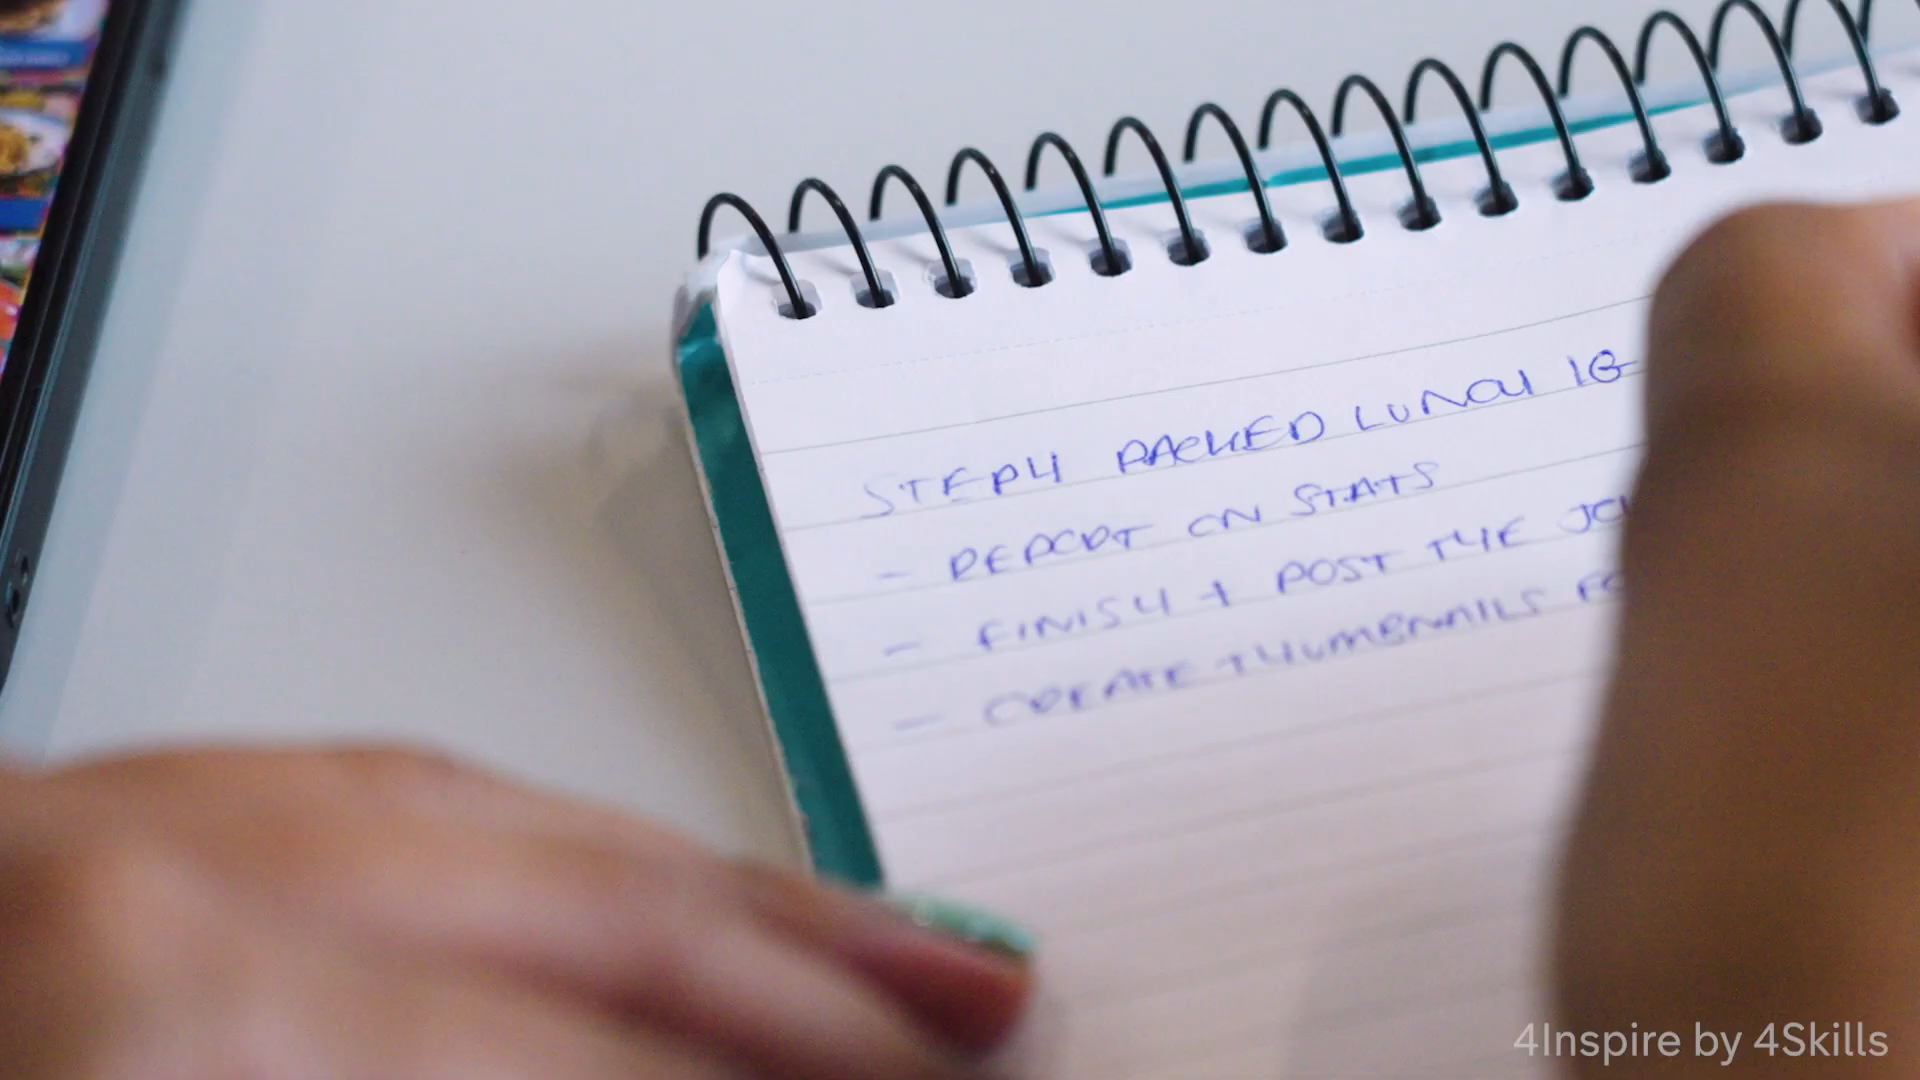 STEPH PACKED LUNCH IG
- REPORT ON STATS
- FINISH + POST THE
- CREATE THUMBNAILS
4Inspire by 4Skills